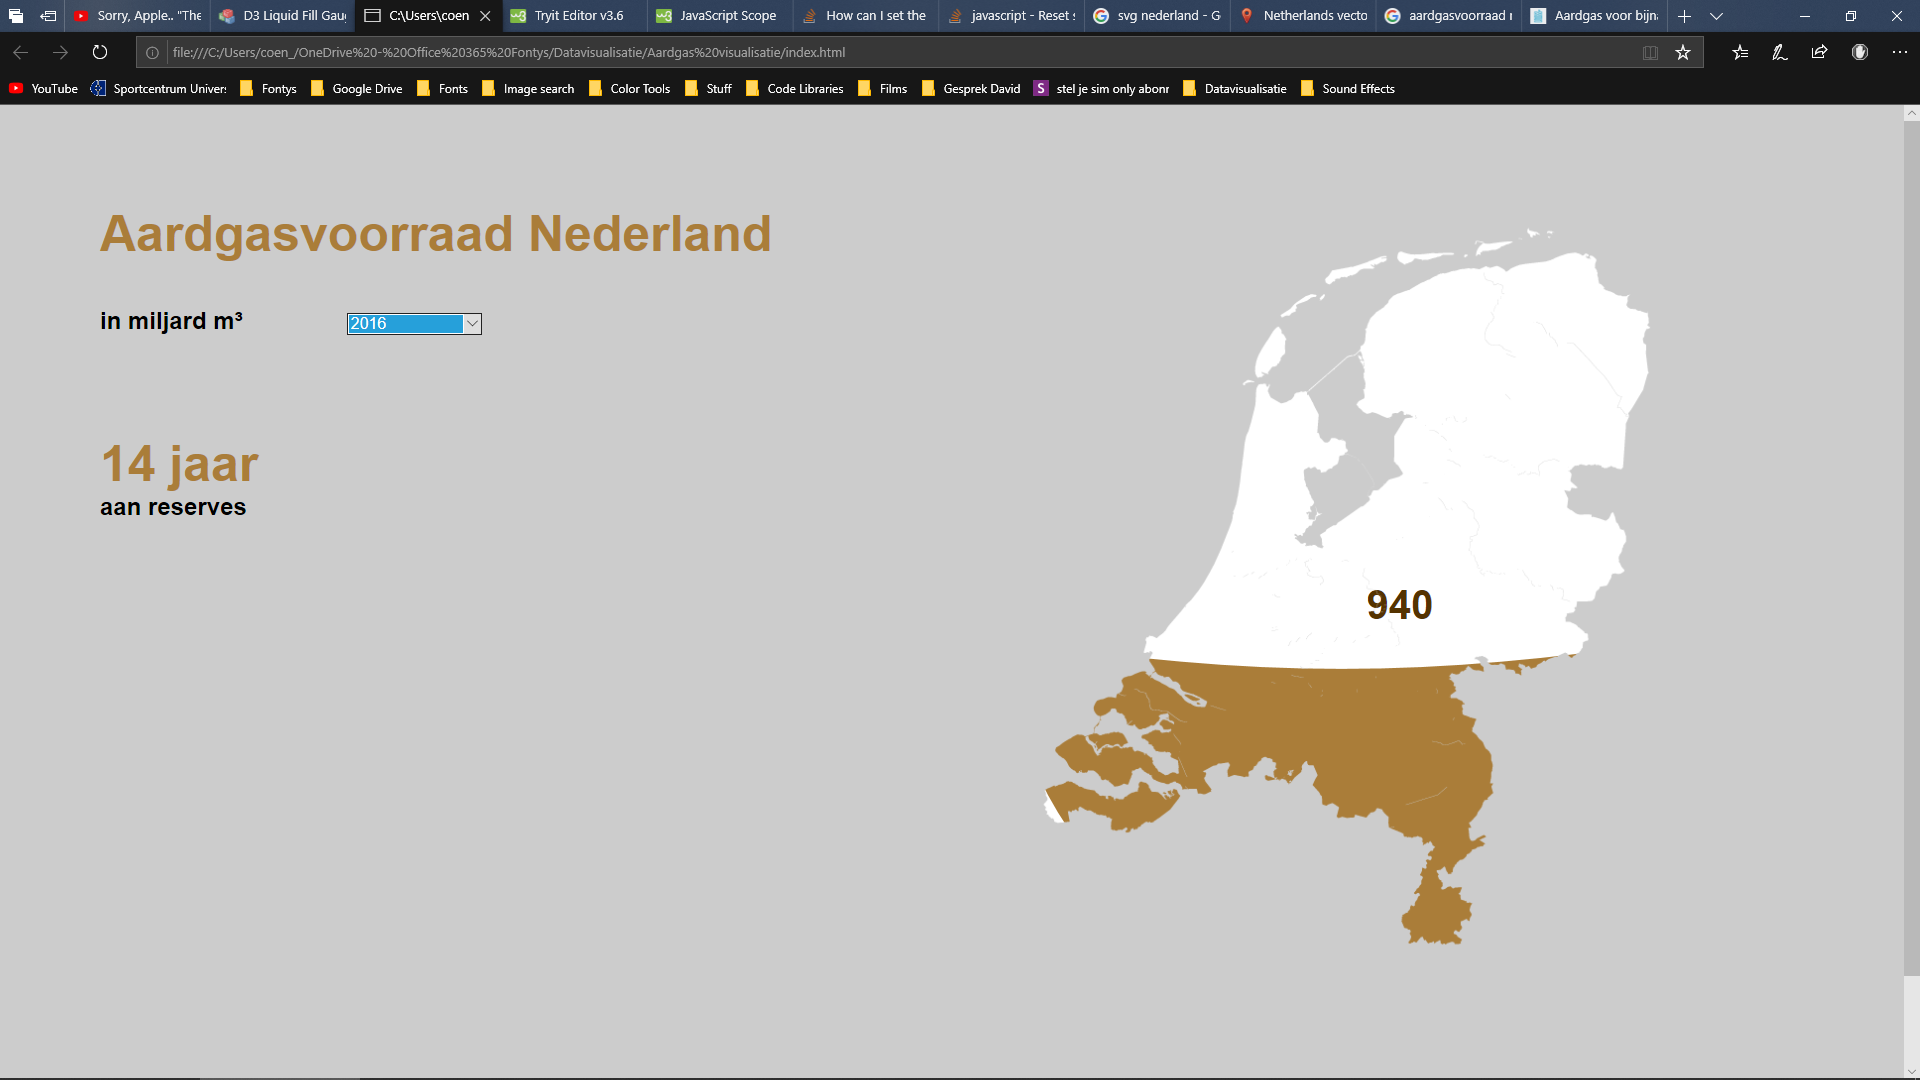 Sorry, Apple.. "The
D3 Liquid Fill Gau
C:\Users\coen
Tryit Editor v3.6
JavaScript Scope
How can I set the
javascript - Reset
svg nederland - G
Netherlands vecto
aardgasvoorraad
Aardgas voor bijn
file:///C:/Users/coen_/OneDrive%20-%20Office%20365%20Fontys/Datavisualisatie/Aardgas%20visualisatie/index.html
YouTube
Sportcentrum Univers
Fontys
Google Drive
Fonts
Image search
Color Tools
Stuff
Code Libraries
Films
Gesprek David
S
stel je sim only abonn
Datavisualisatie
Sound Effects
Aardgasvoorraad Nederland
in miljard m³
2016
14 jaar
aan reserves
940